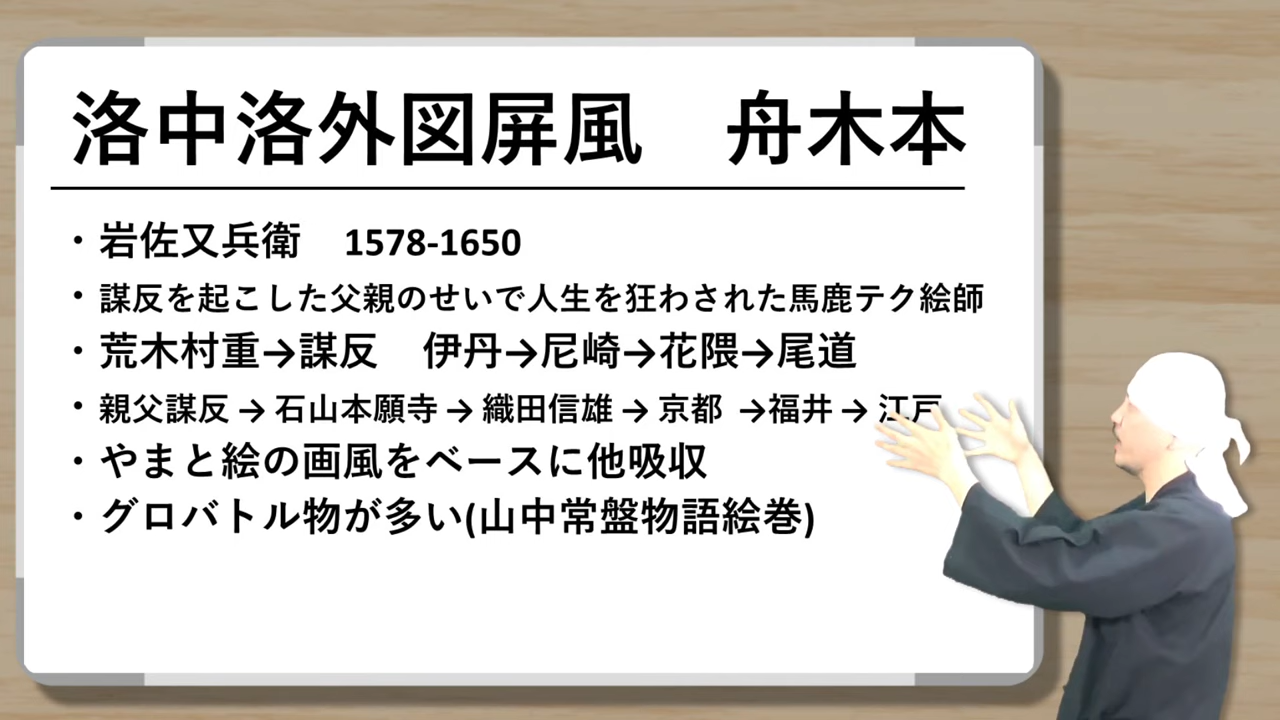 洛中洛外図屏風　舟木本
・岩佐又兵衛　1578-1650
・謀反を起こした父親のせいで人生を狂わされた馬鹿テク絵師
・荒木村重→謀反　伊丹→尼崎→花隈→尾道
・親父謀反 → 石山本願寺 → 織田信雄 → 京都 →福井 → 江戸
・やまと絵の画風をベースに他吸収
・グロバトル物が多い(山中常盤物語絵巻)